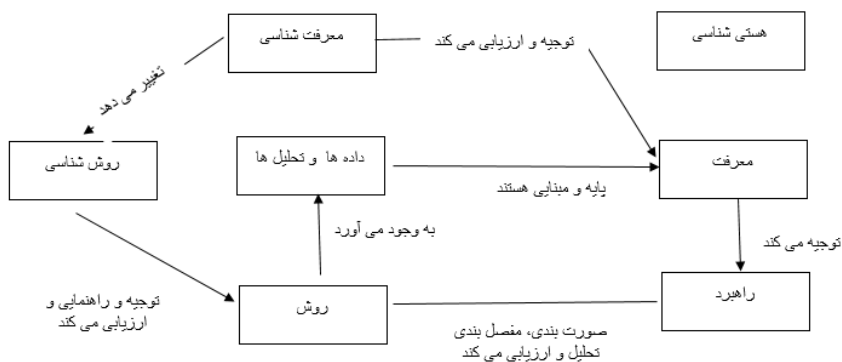 هستی شناسی
توجیه و ارزیابی می کند
معرفت شناسی
تغییر می دهد
معرفت
داده ها و تحلیل ها
روش شناسی
پایه و مبنایی هستند
به وجود می آورد
توجیه می کند
راهبرد
روش
توجیه و راهنمایی و
ارزیابی می کند
صورت بندی، مفصل بندی
تحلیل و ارزیابی می کند